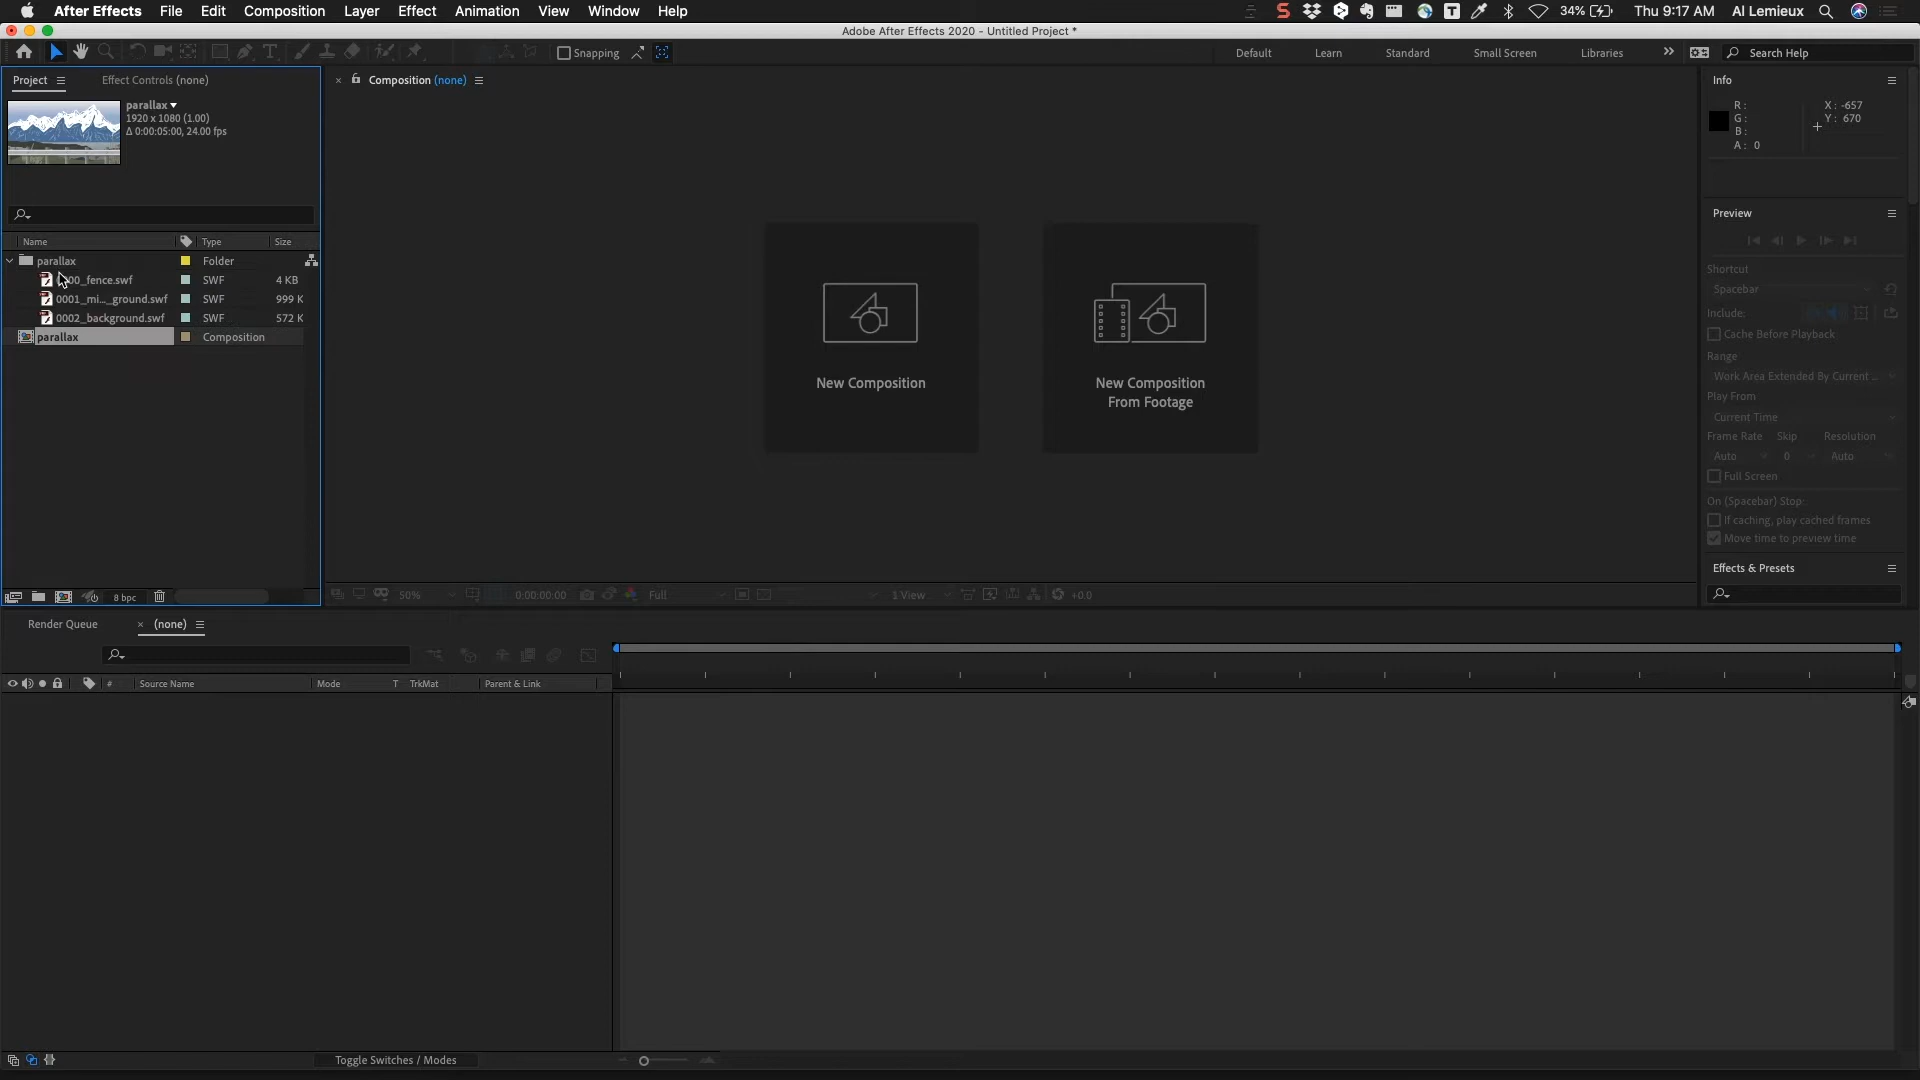 After Effects File Edit Composition Layer Effect Animation View Window Help 34% Thu 9:17 AM Al Lemieux
Adobe After Effects 2020 - Untitled Project *
Snapping Default Learn Standard Small Screen Libraries Search Help
Project Effect Controls (none) Composition (none) Info
parallax
1920 x 1080 (1.00)
Δ 0:00:05:00, 24.00 fps
R:
G:
B:
A: 0
X: -657
Y: 670
Name Type Size
parallax Folder
00_fence.swf SWF 4 KB
0001_mi..._ground.swf SWF 999 K
0002_background.swf SWF 572 K
parallax Composition
New Composition
New Composition
From Footage
Preview
Shortcut
Spacebar
Include:
Cache Before Playback
Range
Work Area Extended By Current ...
Play From
Current Time
Frame Rate Skip Resolution
Auto 0 Auto
Full Screen
On (Spacebar) Stop:
If caching, play cached frames
Move time to preview time
Effects & Presets
8 bpc
50% 0:00:00:00 Full 1 View +0.0
Render Queue (none)
# Source Name Mode T TrkMat Parent & Link
Toggle Switches / Modes